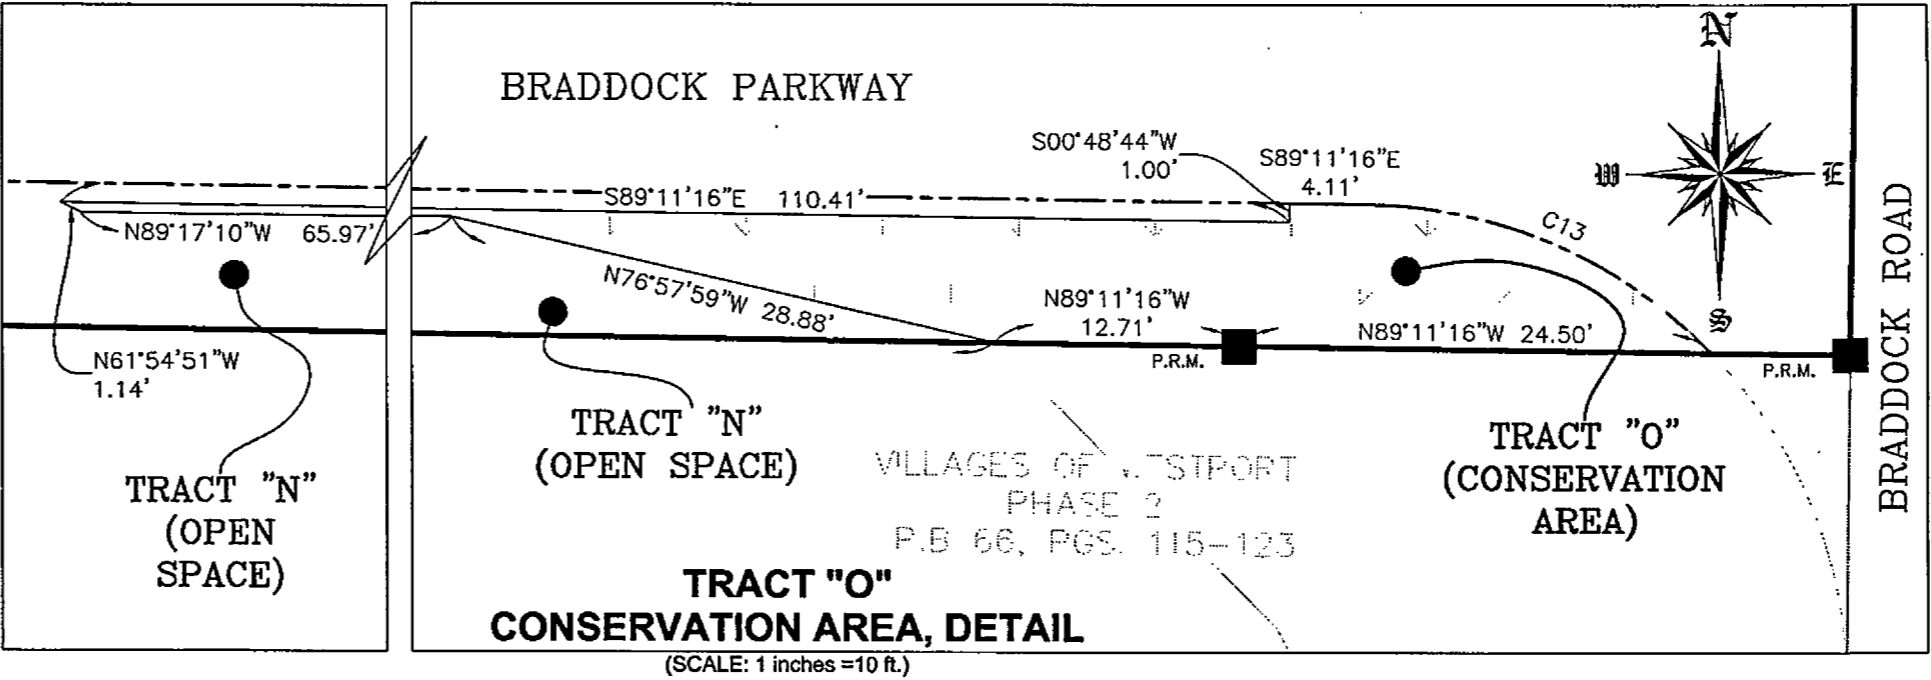 BRADDOCK PARKWAY
N
W
E
S
S00°48'44"W
1.00'
S89°11'16"E
4.11'
S89°11'16"E 110.41'
C13
N89°17'10"W 65.97'
N76°57'59"W 28.88'
N89°11'16"W
12.71'
N89°11'16"W 24.50'
P.R.M.
P.R.M.
N61°54'51"W
1.14'
BRADDOCK ROAD
TRACT "N"
(OPEN
SPACE)
TRACT "N"
(OPEN SPACE)
TRACT "O"
(CONSERVATION
AREA)
VILLAGES OF
PHASE 2
P.B 66, PGS. 115-123
TRACT "O"
CONSERVATION AREA, DETAIL
(SCALE: 1 inches =10 ft.)